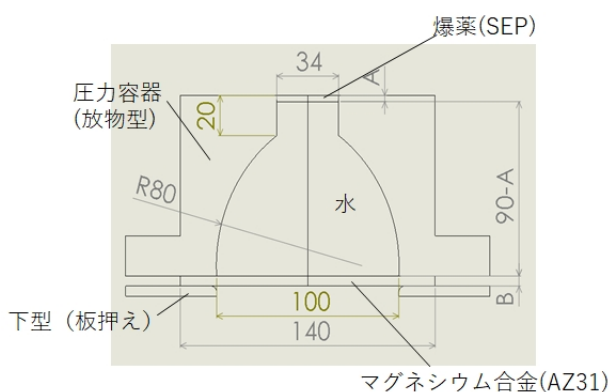 爆薬(SEP)
34
A
圧力容器
(放物型)
20
R80
水
90-A
100
B
下型（板押え）
140
マグネシウム合金(AZ31)